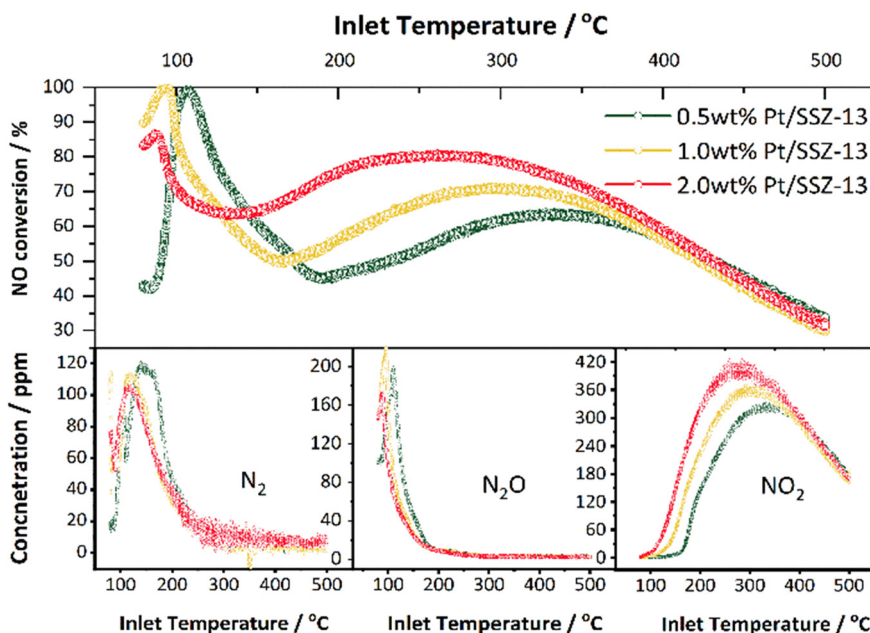 Inlet Temperature / °C
100 200 300 400 500
NO conversion / %
100
90
80
70
60
50
40
30
0.5wt% Pt/SSZ-13
1.0wt% Pt/SSZ-13
2.0wt% Pt/SSZ-13
Concnetration / ppm
120
100
80
60
40
20
0
N₂
100 200 300 400 500
Inlet Temperature / °C
200
160
120
80
40
0
N₂O
100 200 300 400 500
Inlet Temperature / °C
420
360
300
240
180
120
60
0
NO₂
100 200 300 400 500
Inlet Temperature / °C